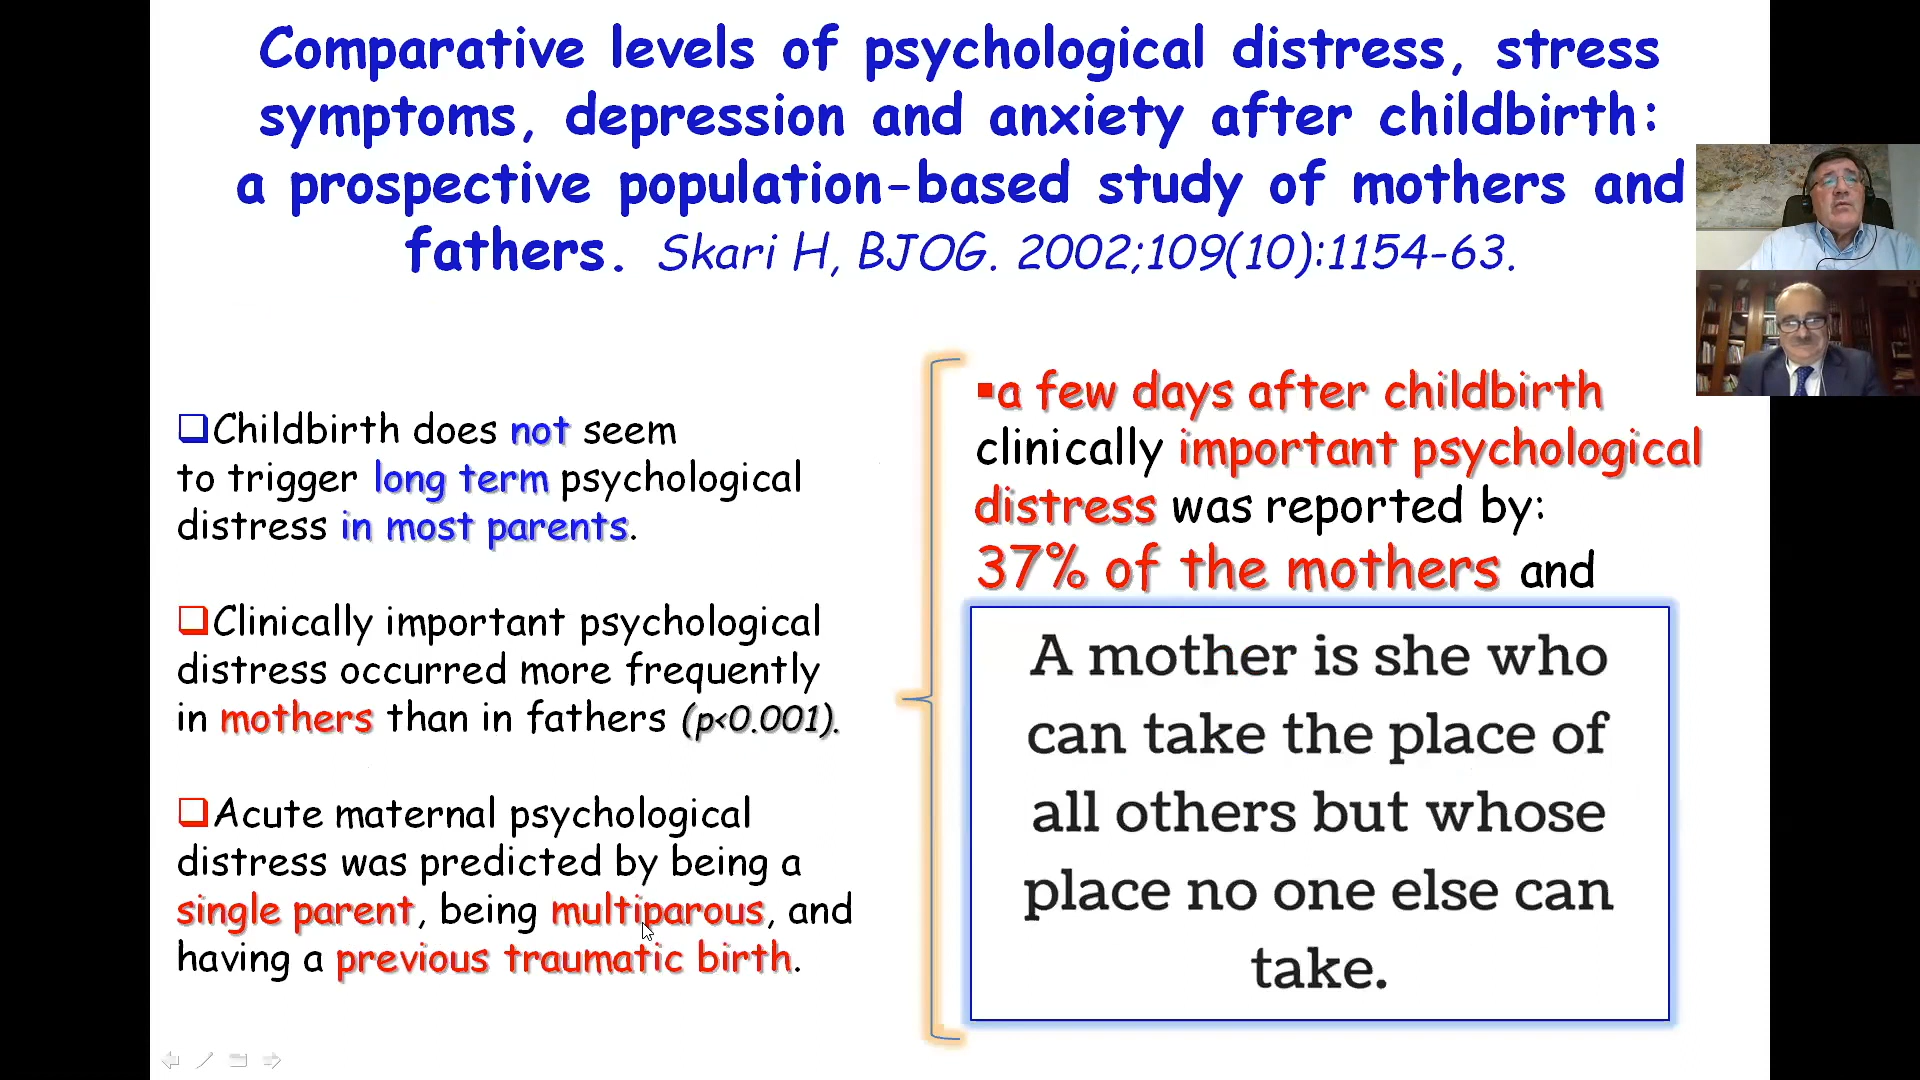 Comparative levels of psychological distress, stress
symptoms, depression and anxiety after childbirth:
a prospective population-based study of mothers and
fathers. Skari H, BJOG. 2002;109(10):1154-63.
❑Childbirth does not seem
to trigger long term psychological
distress in most parents.
❑Clinically important psychological
distress occurred more frequently
in mothers than in fathers (p<0.001).
❑Acute maternal psychological
distress was predicted by being a
single parent, being multiparous, and
having a previous traumatic birth.
▪a few days after childbirth
clinically important psychological
distress was reported by:
37% of the mothers and
A mother is she who
can take the place of
all others but whose
place no one else can
take.